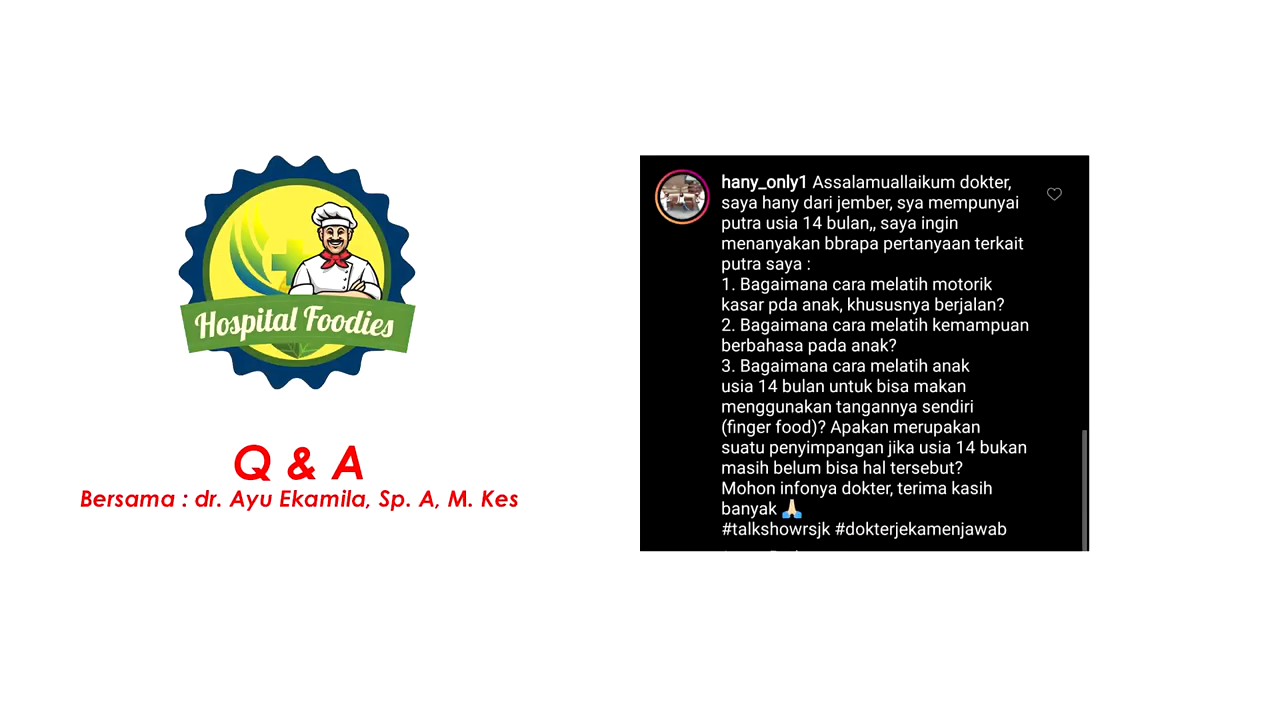 Hospital Foodies
Q & A
Bersama : dr. Ayu Ekamila, Sp. A, M. Kes
hany_only1 Assalamuallaikum dokter,
saya hany dari jember, sya mempunyai
putra usia 14 bulan,, saya ingin
menanyakan bbrapa pertanyaan terkait
putra saya :
1. Bagaimana cara melatih motorik
kasar pda anak, khususnya berjalan?
2. Bagaimana cara melatih kemampuan
berbahasa pada anak?
3. Bagaimana cara melatih anak
usia 14 bulan untuk bisa makan
menggunakan tangannya sendiri
(finger food)? Apakan merupakan
suatu penyimpangan jika usia 14 bukan
masih belum bisa hal tersebut?
Mohon infonya dokter, terima kasih
banyak 🙏🏻
#talkshowrsjk #dokterjekamenjawab